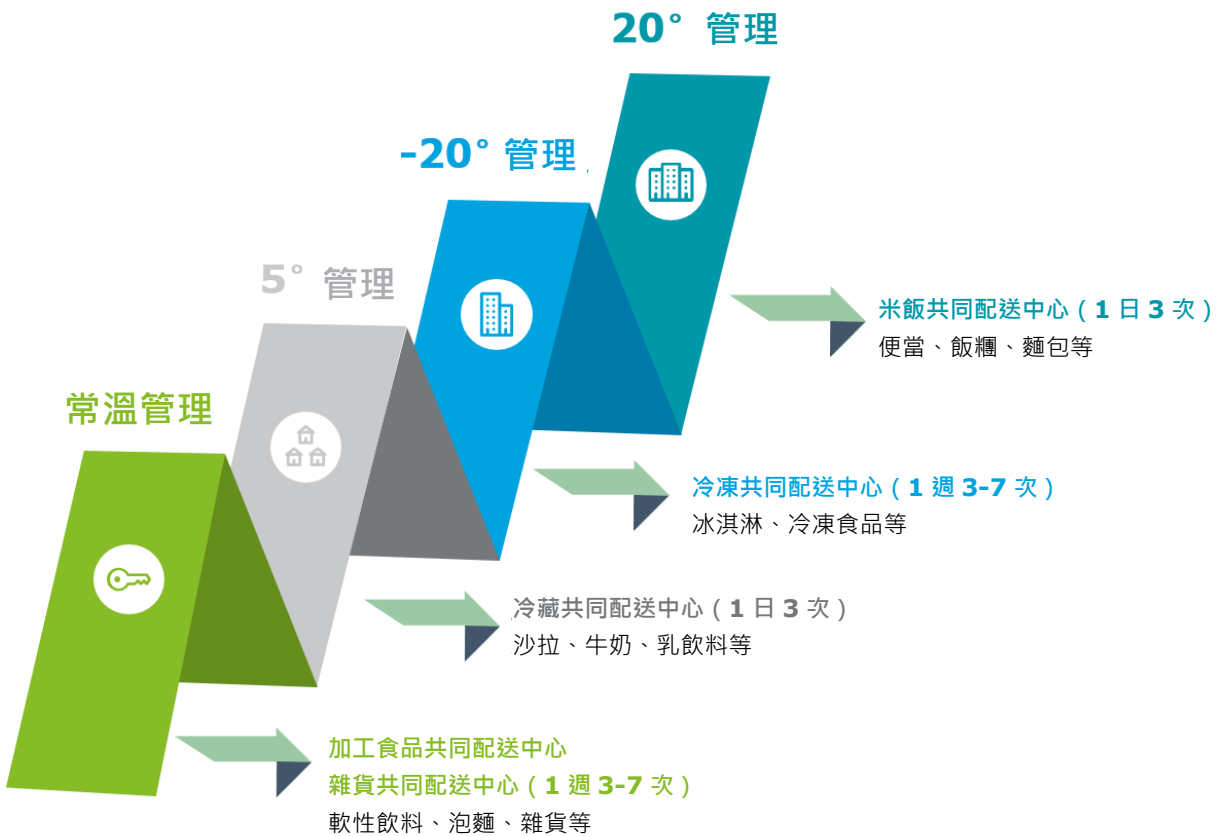 20° 管理
-20° 管理
5° 管理
常溫管理
米飯共同配送中心（1 日 3 次）
便當、飯糰、麵包等
冷凍共同配送中心（1 週 3-7 次）
冰淇淋、冷凍食品等
冷藏共同配送中心（1 日 3 次）
沙拉、牛奶、乳飲料等
加工食品共同配送中心
雜貨共同配送中心（1 週 3-7 次）
軟性飲料、泡麵、雜貨等